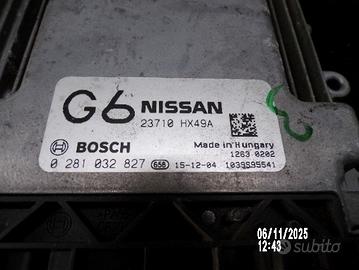 G6 NISSAN
23710 HX49A
BOSCH
Made in Hungary
1263 0202
0 281 032 827 656 15-12-04 1039S95541
06/11/2025
12:43
subito